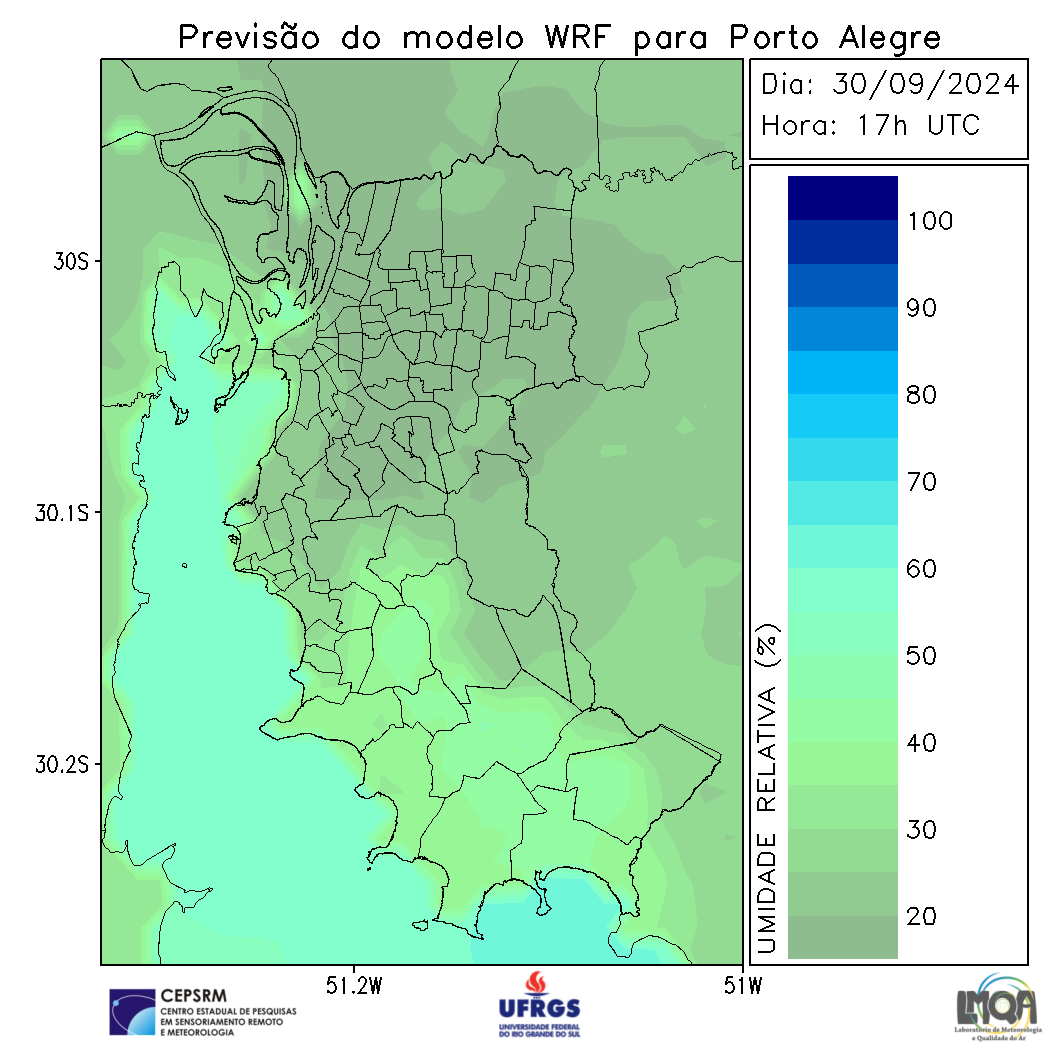 Previsão do modelo WRF para Porto Alegre
Dia: 30/09/2024
Hora: 17h UTC
30S
30.1S
30.2S
51.2W
51W
UMIDADE RELATIVA (%)
100
90
80
70
60
50
40
30
20
CEPSRM
CENTRO ESTADUAL DE PESQUISAS
EM SENSORIAMENTO REMOTO
E METEOROLOGIA
UFRGS
UNIVERSIDADE FEDERAL
DO RIO GRANDE DO SUL
LMQA
Laboratório de Meteorologia
e Qualidade do Ar